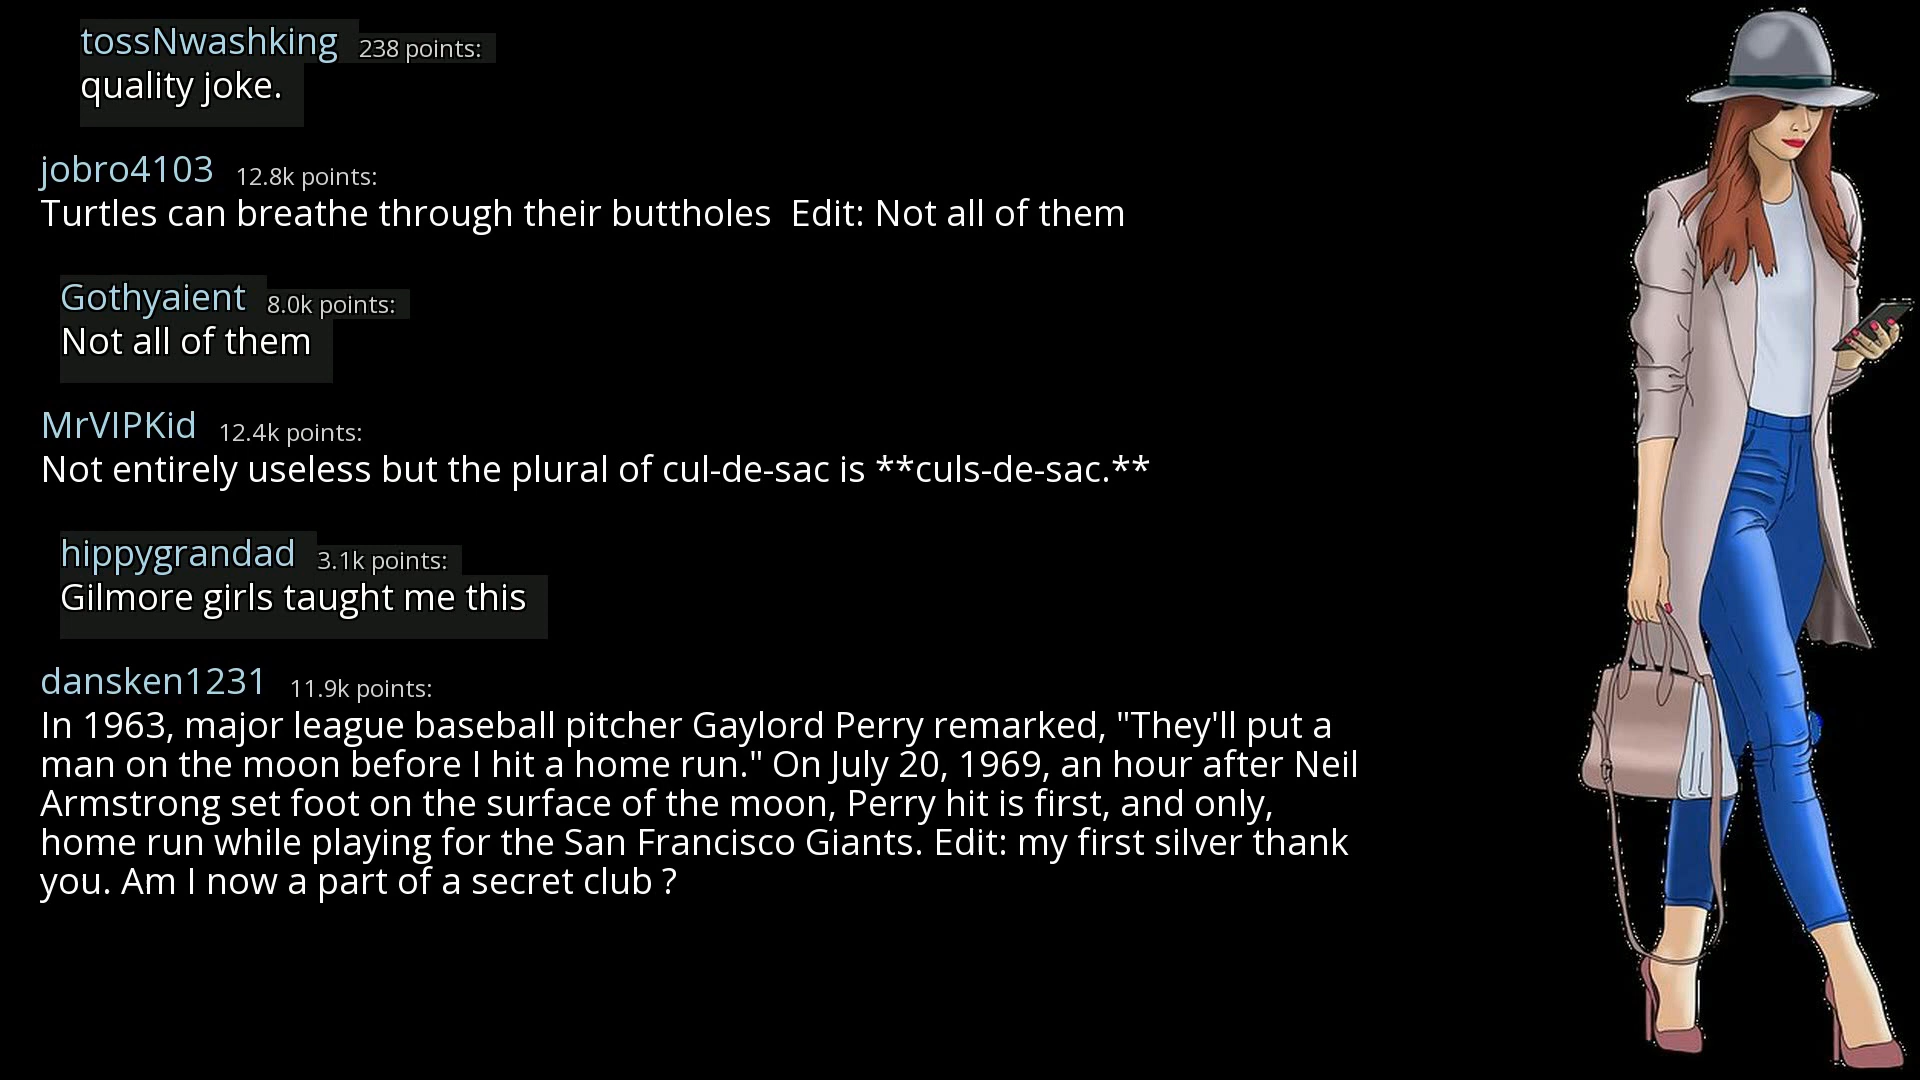 tossNwashking 238 points:
quality joke.
jobro4103 12.8k points:
Turtles can breathe through their buttholes  Edit: Not all of them
Gothyaient 8.0k points:
Not all of them
MrVIPKid 12.4k points:
Not entirely useless but the plural of cul-de-sac is **culs-de-sac.**
hippygrandad 3.1k points:
Gilmore girls taught me this
dansken1231 11.9k points:
In 1963, major league baseball pitcher Gaylord Perry remarked, "They'll put a
man on the moon before I hit a home run." On July 20, 1969, an hour after Neil
Armstrong set foot on the surface of the moon, Perry hit is first, and only,
home run while playing for the San Francisco Giants. Edit: my first silver thank
you. Am I now a part of a secret club ?